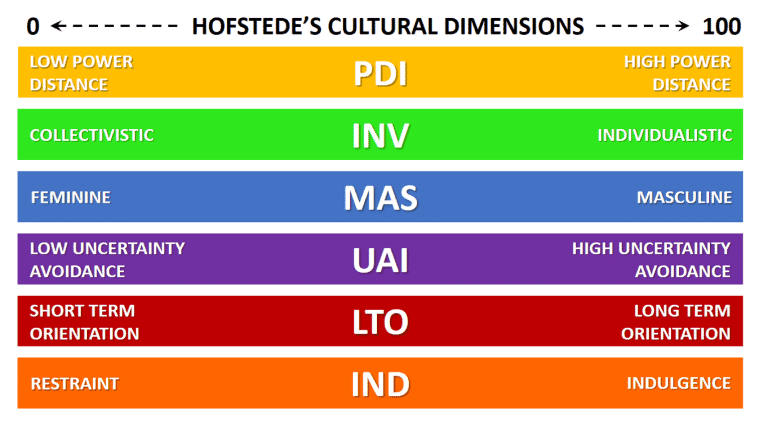 0 HOFSTEDE'S CULTURAL DIMENSIONS 100
LOW POWER
DISTANCE
PDI
HIGH POWER
DISTANCE
COLLECTIVISTIC
INV
INDIVIDUALISTIC
FEMININE
MAS
MASCULINE
LOW UNCERTAINTY
AVOIDANCE
UAI
HIGH UNCERTAINTY
AVOIDANCE
SHORT TERM
ORIENTATION
LTO
LONG TERM
ORIENTATION
RESTRAINT
IND
INDULGENCE